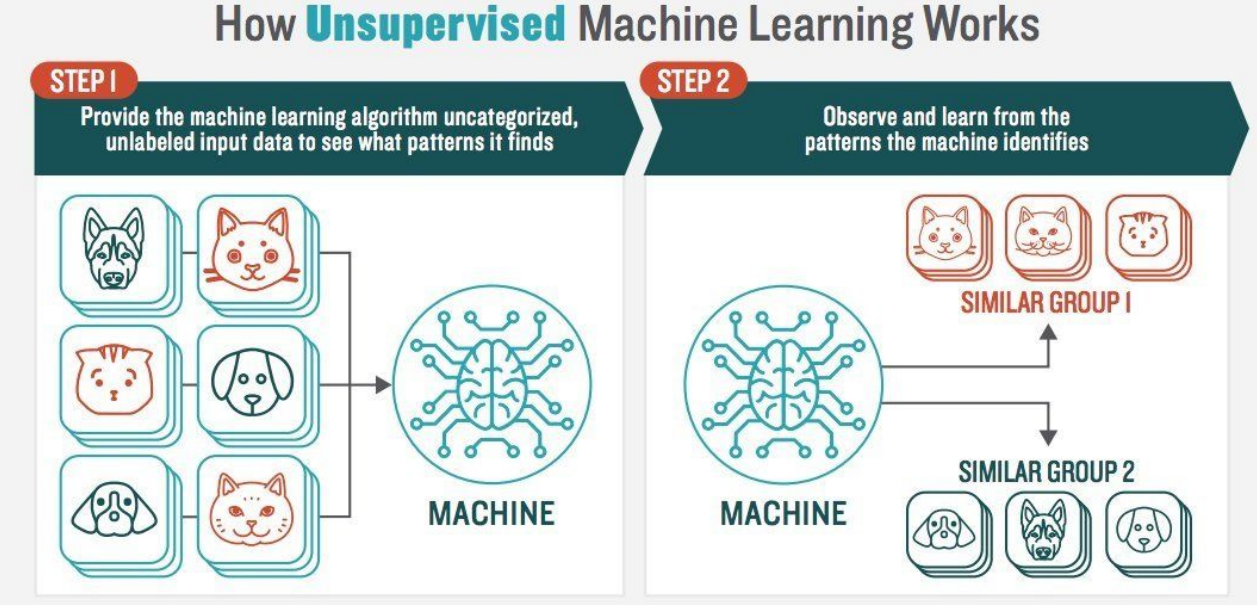 How Unsupervised Machine Learning Works
STEP 1
Provide the machine learning algorithm uncategorized,
unlabeled input data to see what patterns it finds
MACHINE
STEP 2
Observe and learn from the
patterns the machine identifies
SIMILAR GROUP 1
MACHINE
SIMILAR GROUP 2